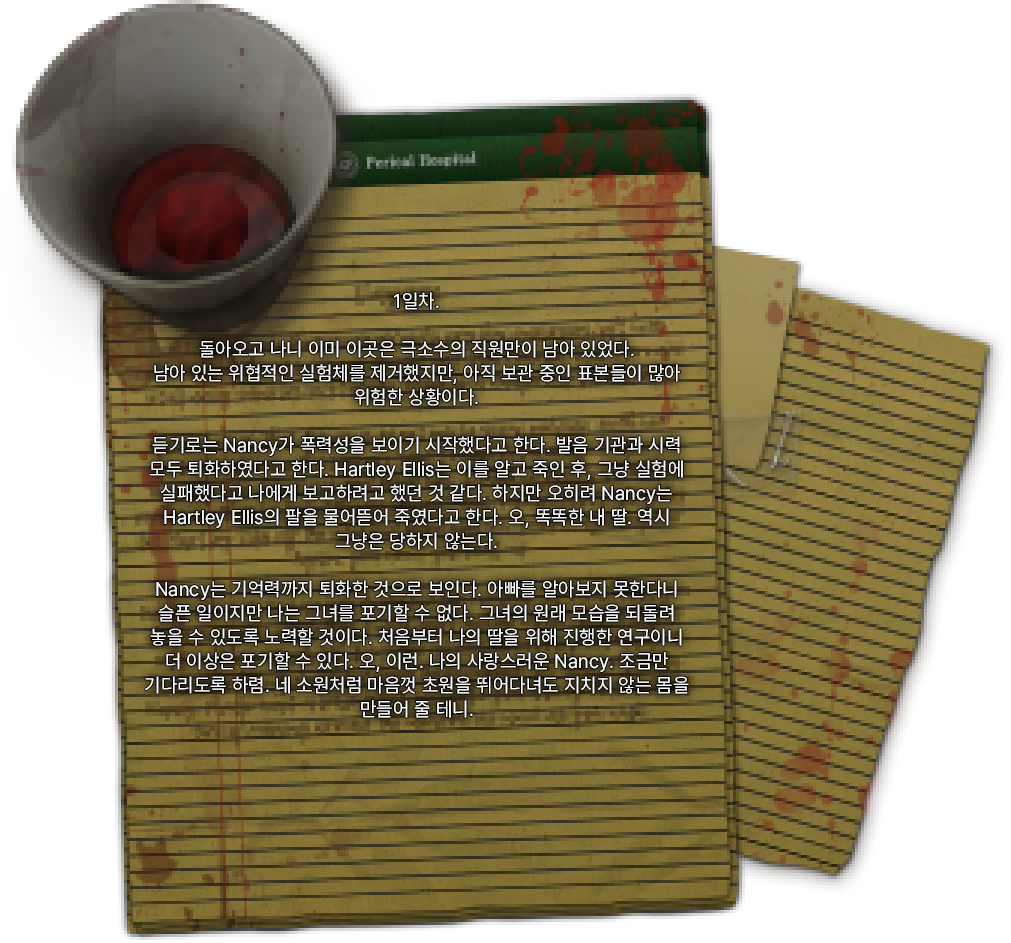 Perical Hospital
1일차.
돌아오고 나니 이미 이곳은 극소수의 직원만이 남아 있었다.
남아 있는 위협적인 실험체를 제거했지만, 아직 보관 중인 표본들이 많아
위험한 상황이다.
듣기로는 Nancy가 폭력성을 보이기 시작했다고 한다. 발음 기관과 시력
모두 퇴화하였다고 한다. Hartley Ellis는 이를 알고 죽인 후, 그냥 실험에
실패했다고 나에게 보고하려고 했던 것 같다. 하지만 오히려 Nancy는
Hartley Ellis의 팔을 물어뜯어 죽였다고 한다. 오, 똑똑한 내 딸. 역시
그냥은 당하지 않는다.
Nancy는 기억력까지 퇴화한 것으로 보인다. 아빠를 알아보지 못한다니
슬픈 일이지만 나는 그녀를 포기할 수 없다. 그녀의 원래 모습을 되돌려
놓을 수 있도록 노력할 것이다. 처음부터 나의 딸을 위해 진행한 연구이니
더 이상은 포기할 수 있다. 오, 이런. 나의 사랑스러운 Nancy. 조금만
기다리도록 하렴. 네 소원처럼 마음껏 초원을 뛰어다녀도 지치지 않는 몸을
만들어 줄 테니.